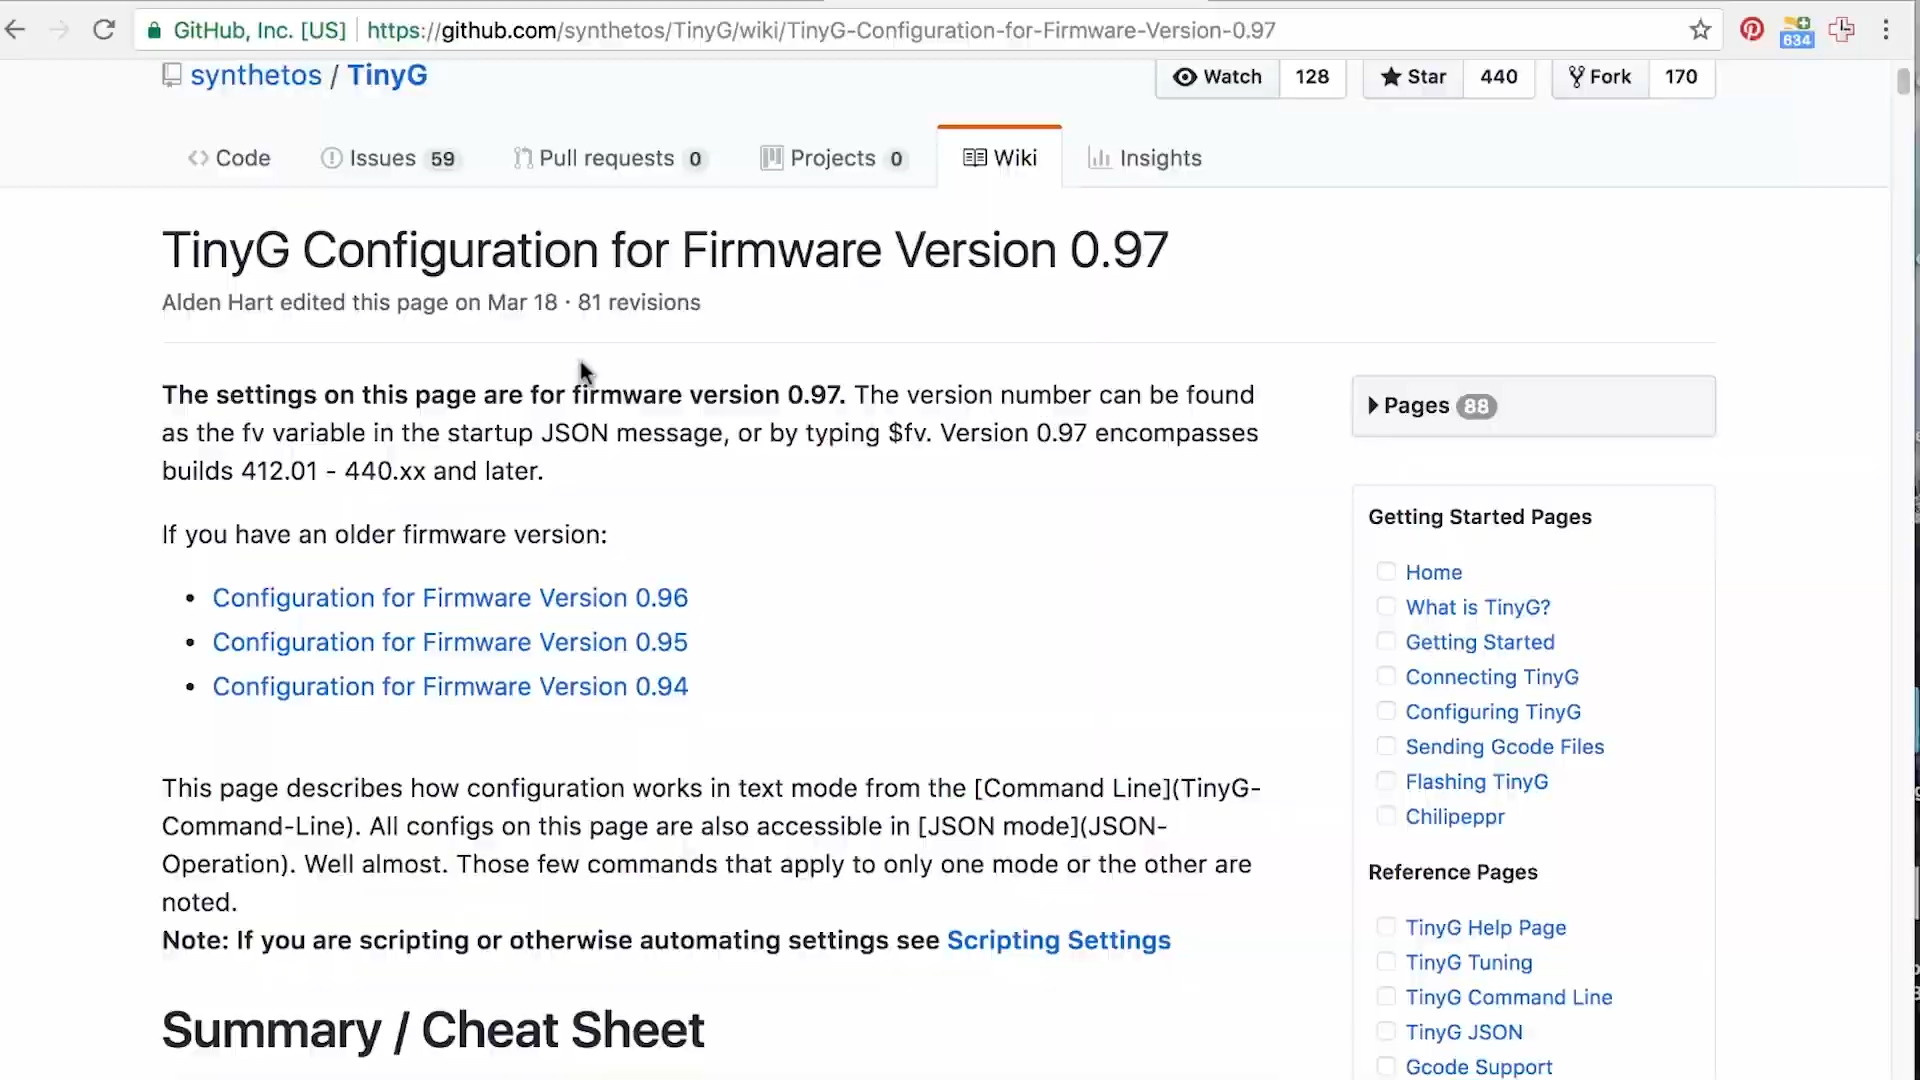 GitHub, Inc. [US] https://github.com/synthetos/TinyG/wiki/TinyG-Configuration-for-Firmware-Version-0.97
634
synthetos / TinyG
Watch 128 Star 440 Fork 170
Code Issues 59 Pull requests 0 Projects 0 Wiki Insights
TinyG Configuration for Firmware Version 0.97
Alden Hart edited this page on Mar 18 · 81 revisions
The settings on this page are for firmware version 0.97. The version number can be found
as the fv variable in the startup JSON message, or by typing $fv. Version 0.97 encompasses
builds 412.01 - 440.xx and later.
If you have an older firmware version:
• Configuration for Firmware Version 0.96
• Configuration for Firmware Version 0.95
• Configuration for Firmware Version 0.94
This page describes how configuration works in text mode from the [Command Line](TinyG-
Command-Line). All configs on this page are also accessible in [JSON mode](JSON-
Operation). Well almost. Those few commands that apply to only one mode or the other are
noted.
Note: If you are scripting or otherwise automating settings see Scripting Settings
Summary / Cheat Sheet
Pages 88
Getting Started Pages
Home
What is TinyG?
Getting Started
Connecting TinyG
Configuring TinyG
Sending Gcode Files
Flashing TinyG
Chilipeppr
Reference Pages
TinyG Help Page
TinyG Tuning
TinyG Command Line
TinyG JSON
Gcode Support